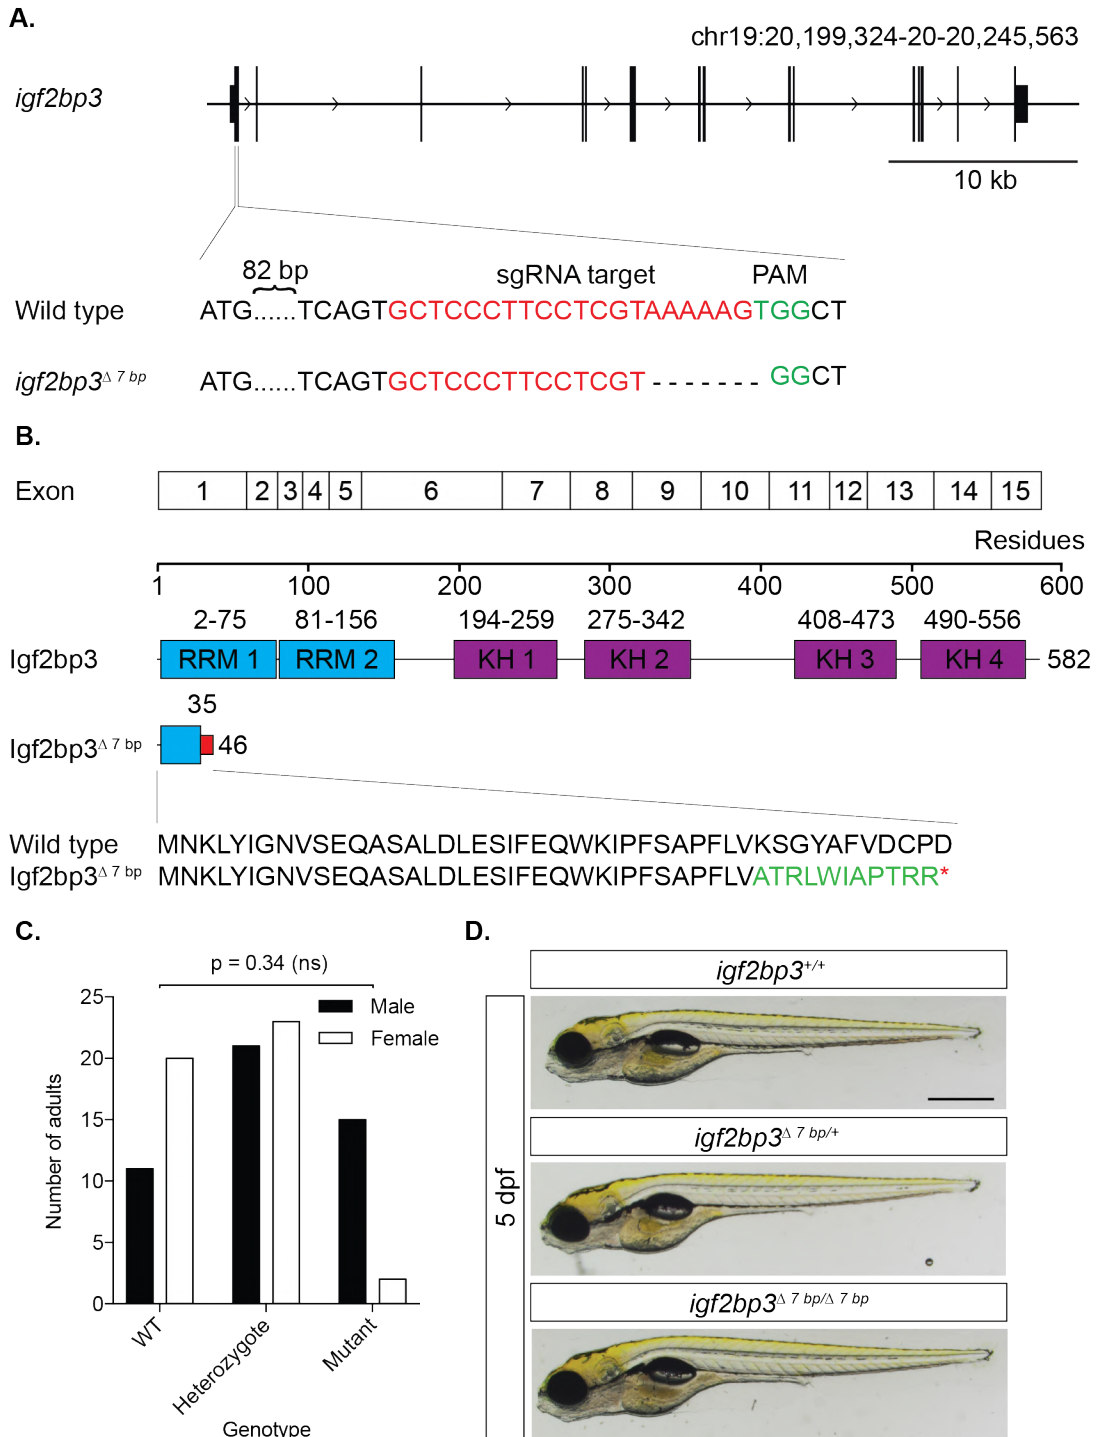 A.
chr19:20,199,324-20-20,245,563
igf2bp3
10 kb
82 bp
sgRNA target PAM
Wild type ATG......TCAGTGCTCCCTTCCTCGTAAAAAGTGGCT
igf2bp3Δ 7 bp ATG......TCAGTGCTCCCTTCCTCGT - - - - - - - GGCT
B.
Exon 1 2 3 4 5 6 7 8 9 10 11 12 13 14 15
Residues
1 100 200 300 400 500 600
2-75 81-156 194-259 275-342 408-473 490-556
Igf2bp3 RRM 1 RRM 2 KH 1 KH 2 KH 3 KH 4 582
35
Igf2bp3Δ 7 bp 46
Wild type MNKLYIGNVSEQASALDLESIFEQWKIPFSAPFLVKSGYAFVDCPD
Igf2bp3Δ 7 bp MNKLYIGNVSEQASALDLESIFEQWKIPFSAPFLVATRLWIAPTRR*
C.
p = 0.34 (ns)
Male
Female
Number of adults
25
20
15
10
5
0
WT
Heterozygote
Mutant
Genotype
D.
5 dpf
igf2bp3+/+
igf2bp3Δ 7 bp/+
igf2bp3Δ 7 bp/Δ 7 bp